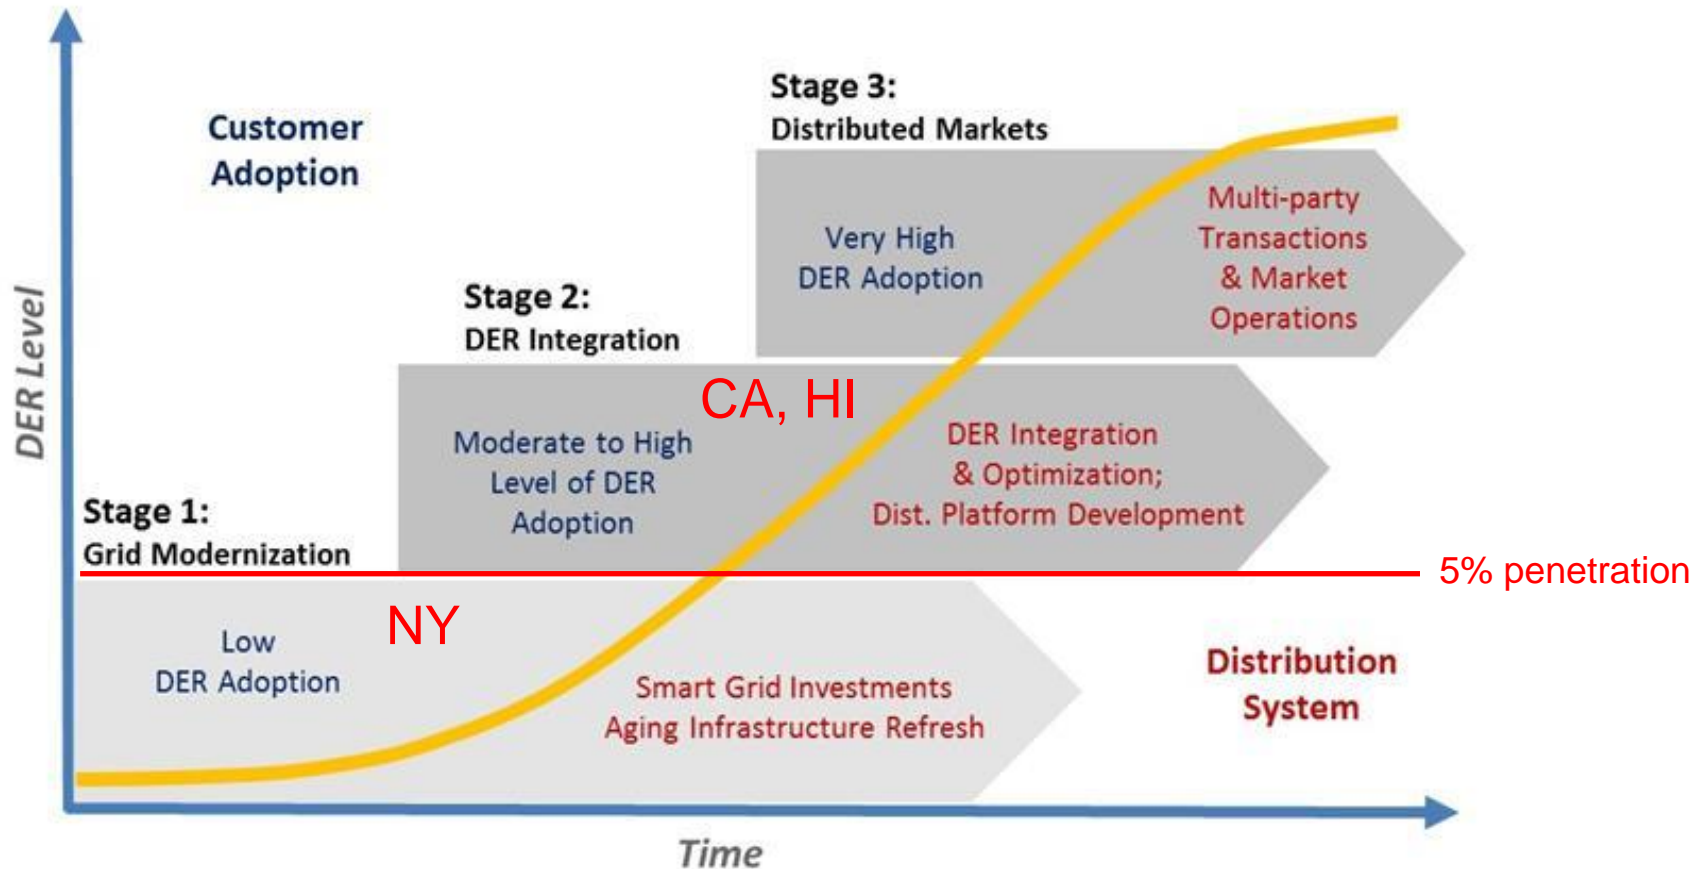 Customer
Adoption
Stage 3:
Distributed Markets
Very High
DER Adoption
Multi-party
Transactions
& Market
Operations
Stage 2:
DER Integration
CA, HI
Moderate to High
Level of DER
Adoption
DER Integration
& Optimization;
Dist. Platform Development
Stage 1:
Grid Modernization
5% penetration
NY
Low
DER Adoption
Smart Grid Investments
Aging Infrastructure Refresh
Distribution
System
DER Level
Time